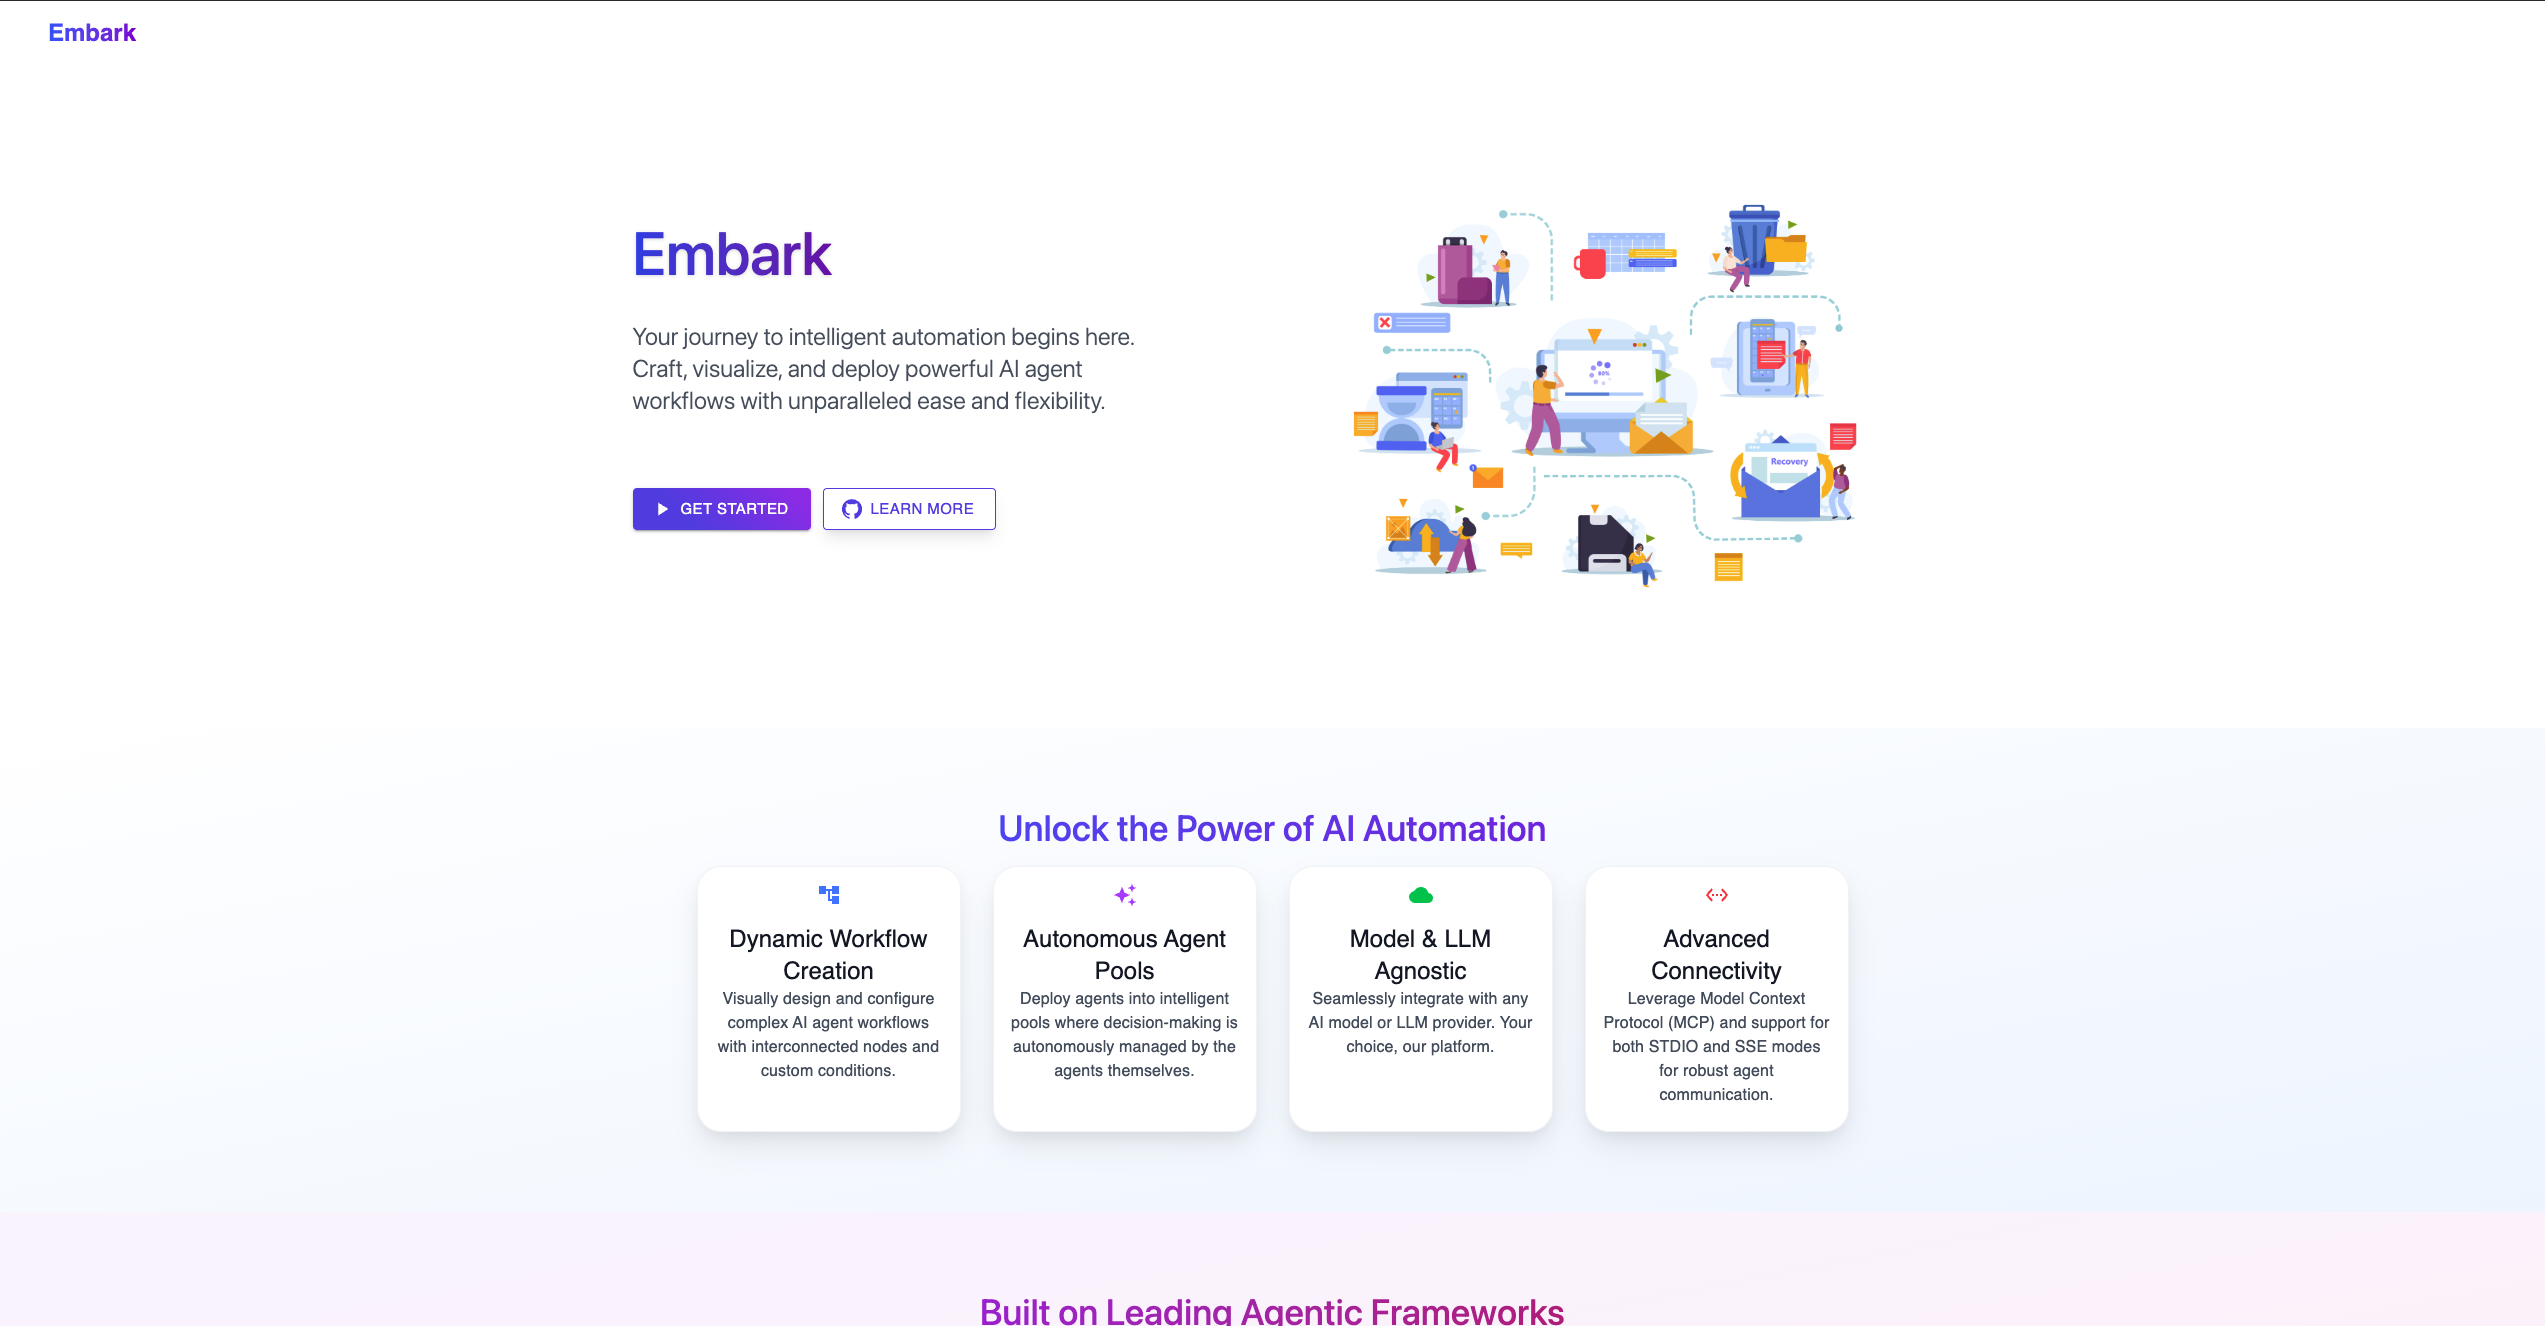 Embark
Embark
Your journey to intelligent automation begins here.
Craft, visualize, and deploy powerful AI agent
workflows with unparalleled ease and flexibility.
GET STARTED
LEARN MORE
80%
Recovery
Unlock the Power of AI Automation
Dynamic Workflow
Creation
Visually design and configure
complex AI agent workflows
with interconnected nodes and
custom conditions.
Autonomous Agent
Pools
Deploy agents into intelligent
pools where decision-making is
autonomously managed by the
agents themselves.
Model & LLM
Agnostic
Seamlessly integrate with any
AI model or LLM provider. Your
choice, our platform.
Advanced
Connectivity
Leverage Model Context
Protocol (MCP) and support for
both STDIO and SSE modes
for robust agent
communication.
Built on Leading Agentic Frameworks